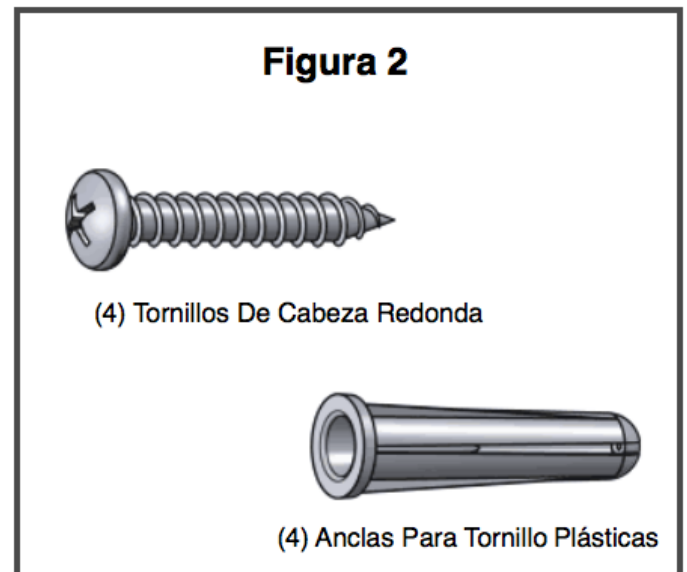 Figura 2
(4) Tornillos De Cabeza Redonda
(4) Anclas Para Tornillo Plásticas